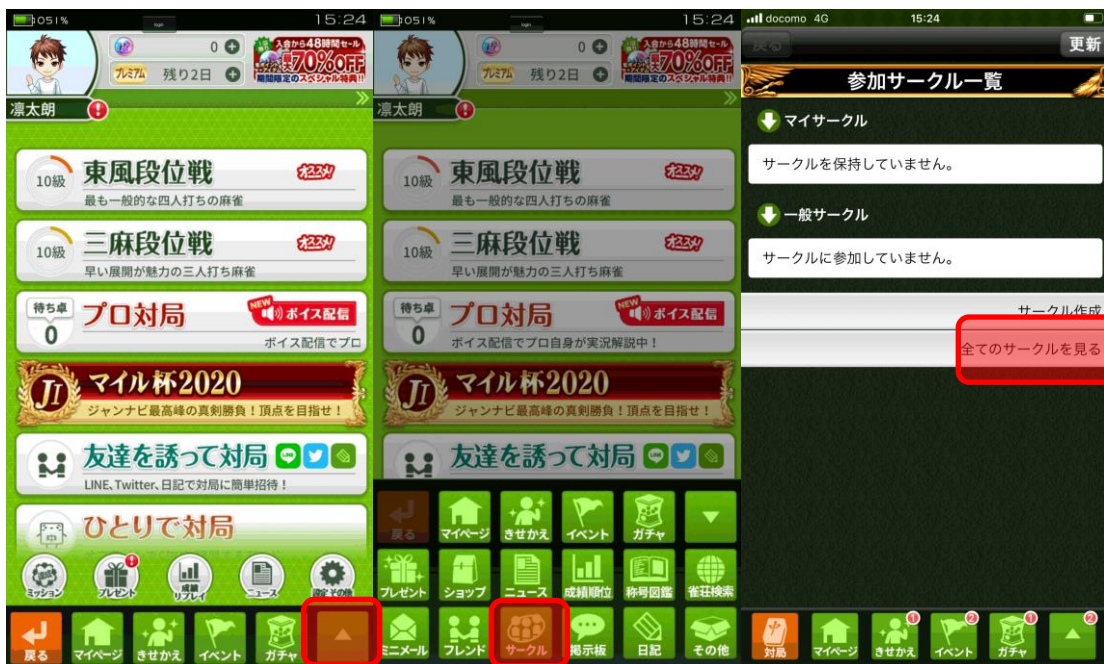 051%
15:24
0
入会から48時間セール
最大70%OFF
期間限定のスペシャル特典!!
プレミアム 残り2日
凛太朗
10級
東風段位戦
オススメ!
最も一般的な四人打ちの麻雀
10級
三麻段位戦
オススメ!
早い展開が魅力の三人打ち麻雀
待ち卓
0
プロ対局
NEW ボイス配信
ボイス配信でプロ
JI
マイル杯2020
ジャンナビ最高峰の真剣勝負!頂点を目指せ!
友達を誘って対局
LINE
LINE、Twitter、日記で対局に簡単招待!
ひとりで対局
ミッション
プレゼント
成績リプレイ
ニュース
設定 その他
戻る
マイページ
きせかえ
イベント
ガチャ
051%
15:24
0
入会から48時間セール
最大70%OFF
期間限定のスペシャル特典!!
プレミアム 残り2日
凛太朗
10級
東風段位戦
オススメ!
最も一般的な四人打ちの麻雀
10級
三麻段位戦
オススメ!
早い展開が魅力の三人打ち麻雀
待ち卓
0
プロ対局
NEW ボイス配信
ボイス配信でプロ自身が実況解説中!
JI
マイル杯2020
ジャンナビ最高峰の真剣勝負!頂点を目指せ!
友達を誘って対局
LINE
戻る
マイページ
きせかえ
イベント
ガチャ
プレゼント
ショップ
ニュース
成績順位
称号図鑑
雀荘検索
ミニメール
フレンド
サークル
掲示板
日記
その他
docomo 4G
15:24
戻る
更新
参加サークル一覧
マイサークル
サークルを保持していません。
一般サークル
サークルに参加していません。
サークル作成
全てのサークルを見る
対局
マイページ
1
きせかえ
2
イベント
1
ガチャ
2